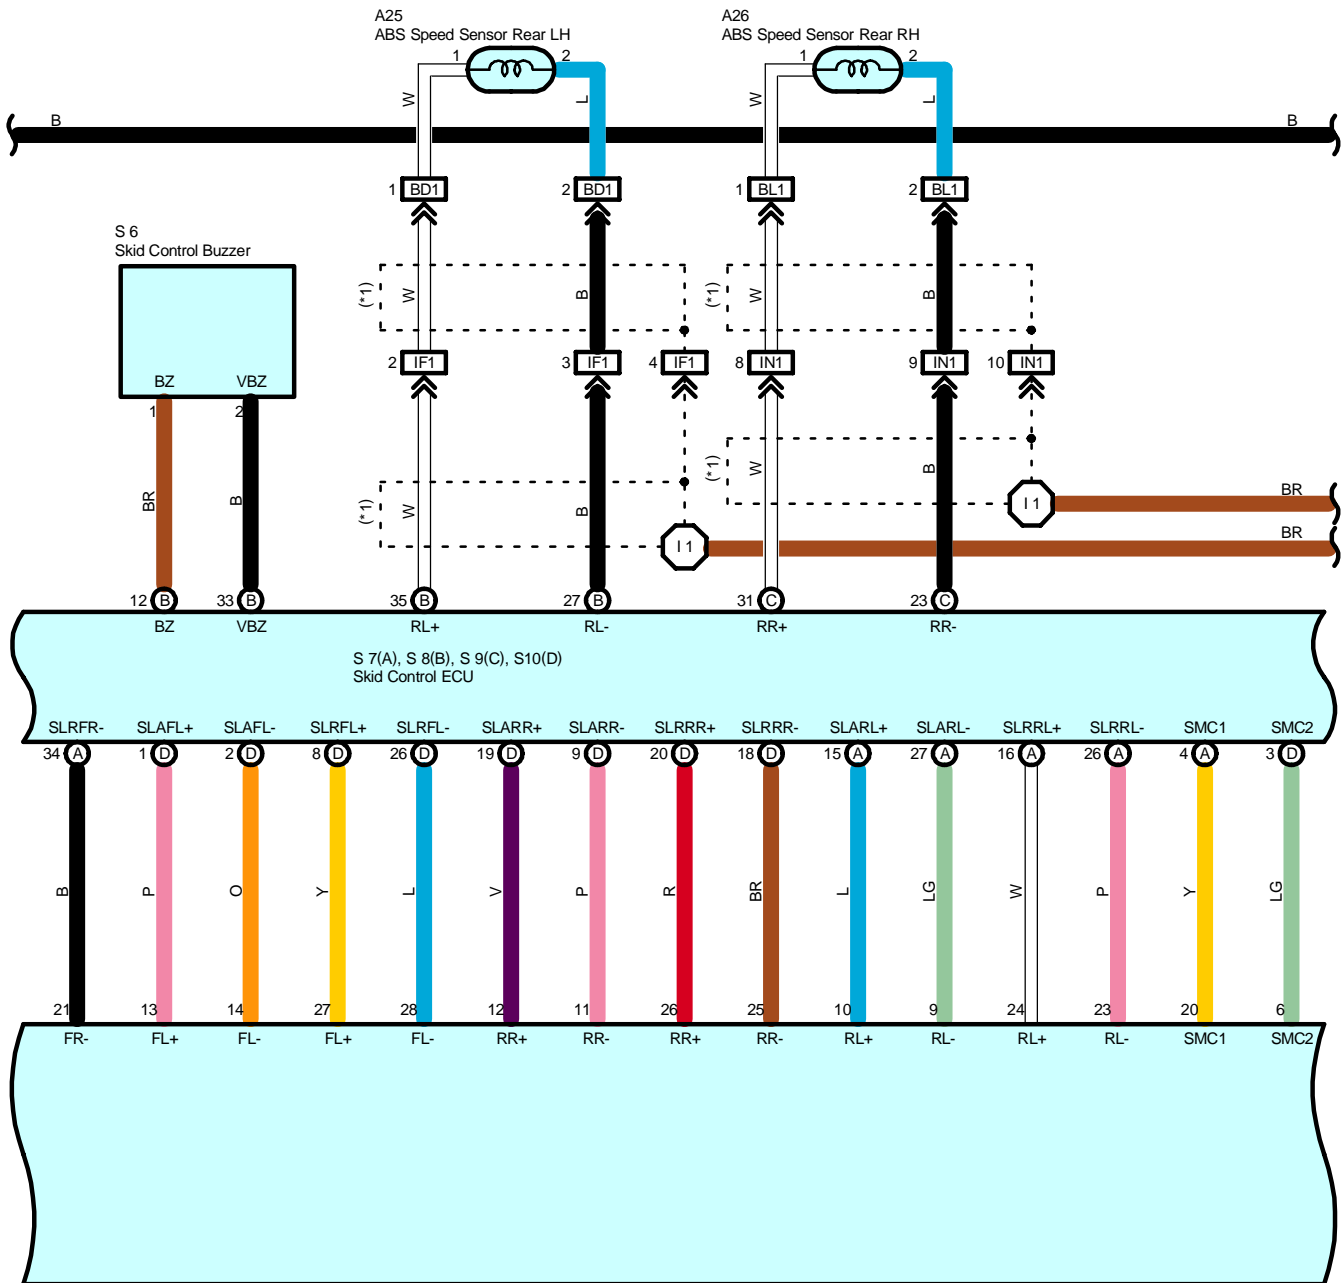 A25
ABS Speed Sensor Rear LH
A26
ABS Speed Sensor Rear RH
1 2 1 2
W L W L
B B
1 BD1 2 BD1 1 BL1 2 BL1
S 6
Skid Control Buzzer
(*1) W B (*1) W B
2 IF1 3 IF1 4 IF1 8 IN1 9 IN1 10 IN1
BZ VBZ
1 2
(*1) W B
BR B (*1) W B
I 1 BR
I 1 BR
12 B 33 B 35 B 27 B 31 C 23 C
BZ VBZ RL+ RL- RR+ RR-
S 7(A), S 8(B), S 9(C), S10(D)
Skid Control ECU
SLRFR- SLAFL+ SLAFL- SLRFL+ SLRFL- SLARR+ SLARR- SLRRR+ SLRRR- SLARL+ SLARL- SLRRL+ SLRRL- SMC1 SMC2
34 A 1 D 2 D 8 D 26 D 19 D 9 D 20 D 18 D 15 A 27 A 16 A 26 A 4 A 3 D
B P O Y L V P R BR L LG W P Y LG
21 13 14 27 28 12 11 26 25 10 9 24 23 20 6
FR- FL+ FL- FL+ FL- RR+ RR- RR+ RR- RL+ RL- RL+ RL- SMC1 SMC2